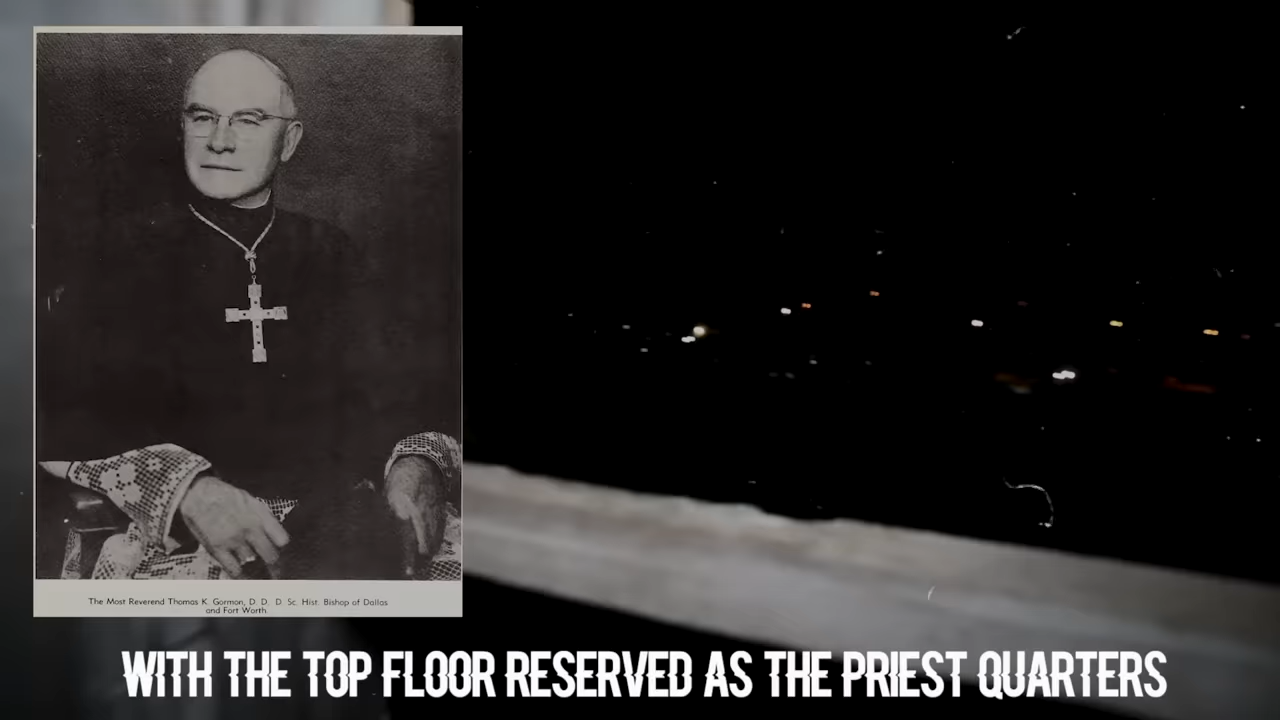 The Most Reverend Thomas K. Gorman, D. D. D. Sc. Hist. Bishop of Dallas
and Fort Worth.
WITH THE TOP FLOOR RESERVED AS THE PRIEST QUARTERS